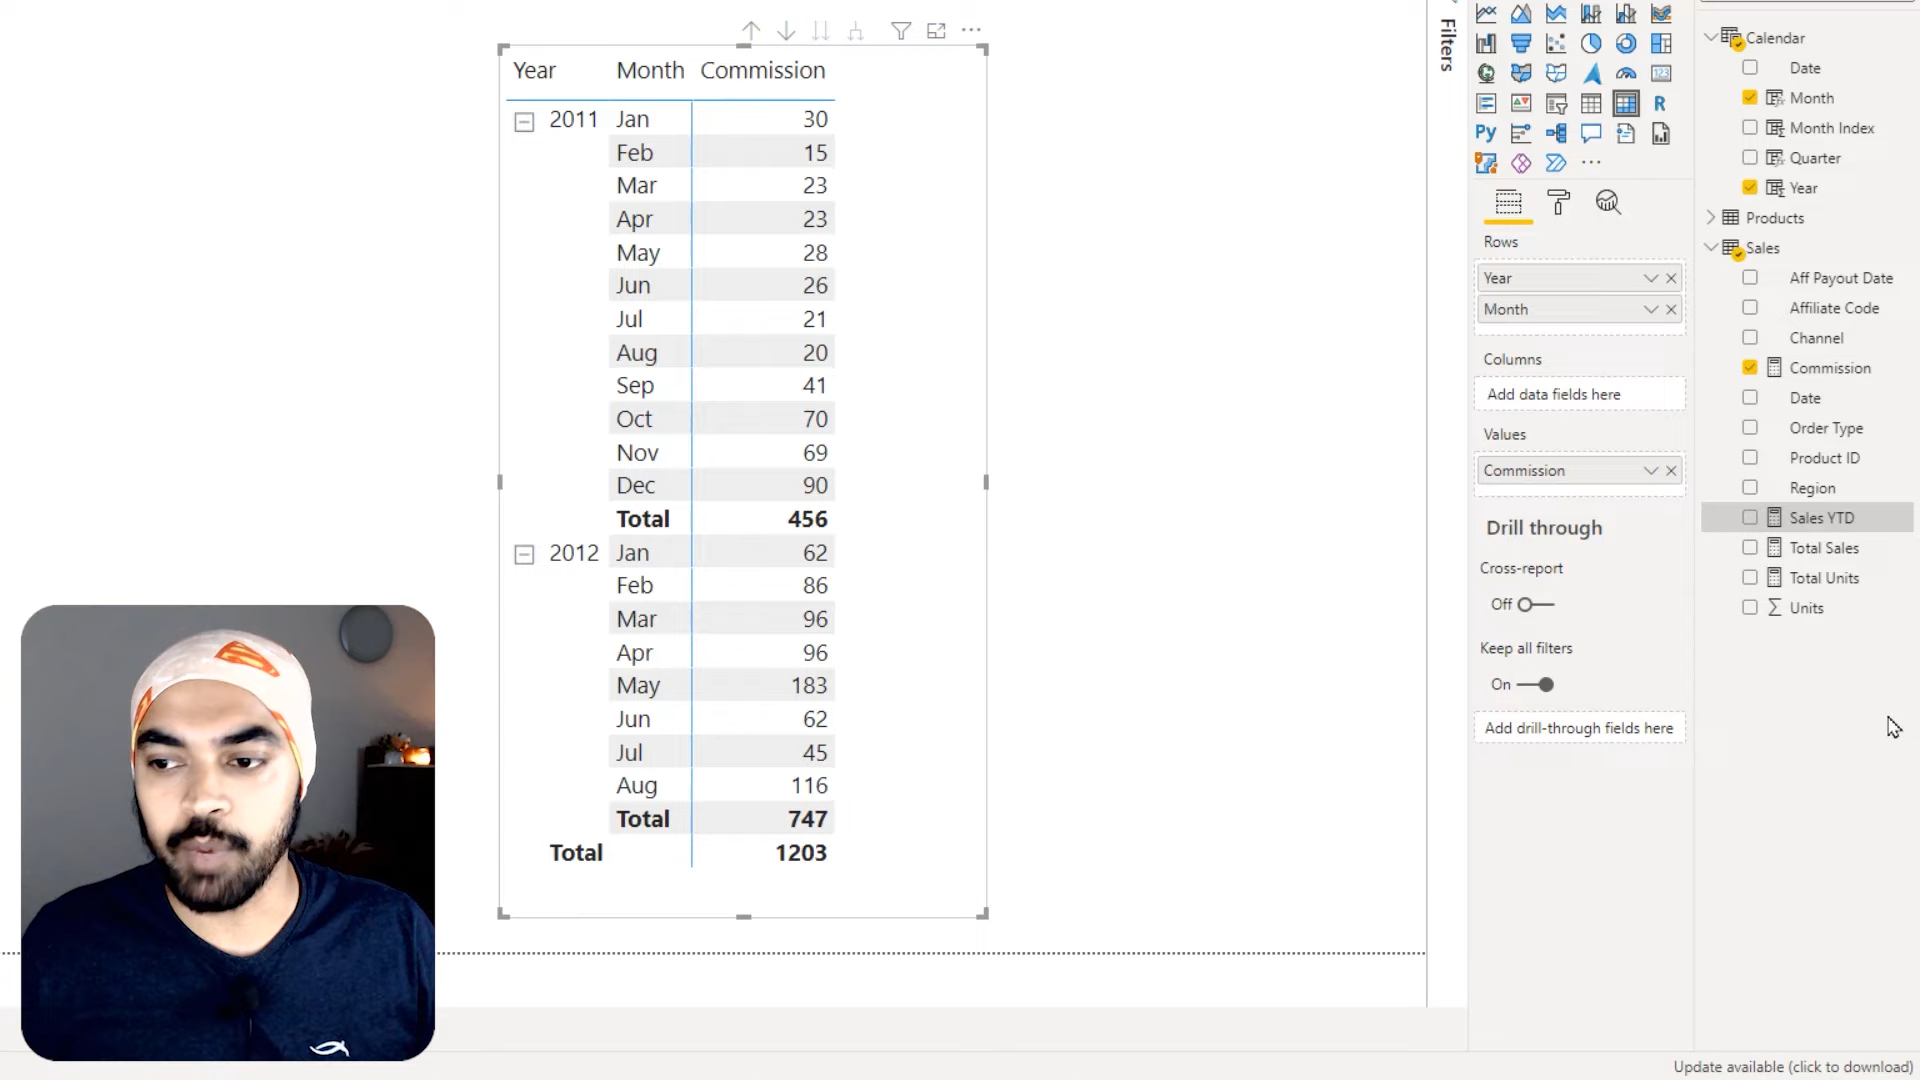 Year Month Commission
2011 Jan 30
Feb 15
Mar 23
Apr 23
May 28
Jun 26
Jul 21
Aug 20
Sep 41
Oct 70
Nov 69
Dec 90
Total 456
2012 Jan 62
Feb 86
Mar 96
Apr 96
May 183
Jun 62
Jul 45
Aug 116
Total 747
Total 1203
Filters
123
R
Py
Rows
Year
Month
Columns
Add data fields here
Values
Commission
Drill through
Cross-report
Off
Keep all filters
On
Add drill-through fields here
Calendar
Date
Month
Month Index
Quarter
Year
Products
Sales
Aff Payout Date
Affiliate Code
Channel
Commission
Date
Order Type
Product ID
Region
Sales YTD
Total Sales
Total Units
Units
Update available (click to download)